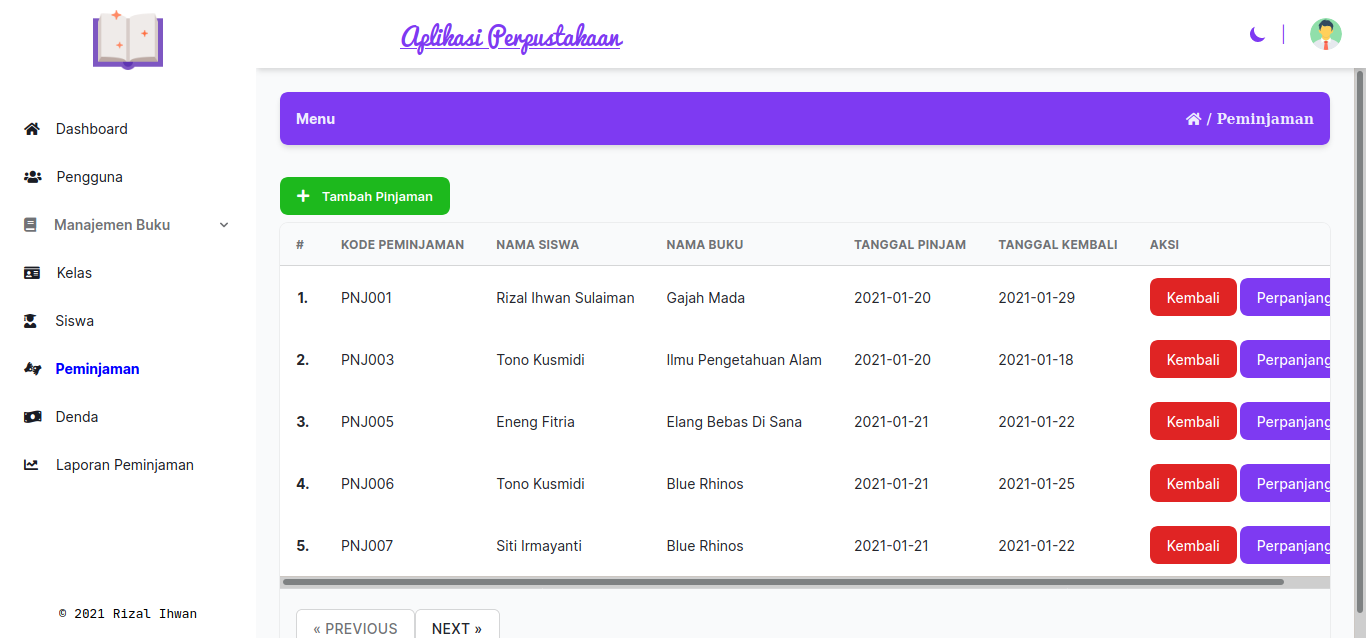 Aplikasi Perpustakaan
Dashboard
Pengguna
Manajemen Buku
Kelas
Siswa
Peminjaman
Denda
Laporan Peminjaman
© 2021 Rizal Ihwan
Menu
/ Peminjaman
+ Tambah Pinjaman
# KODE PEMINJAMAN NAMA SISWA NAMA BUKU TANGGAL PINJAM TANGGAL KEMBALI AKSI
1. PNJ001 Rizal Ihwan Sulaiman Gajah Mada 2021-01-20 2021-01-29 Kembali Perpanjang
2. PNJ003 Tono Kusmidi Ilmu Pengetahuan Alam 2021-01-20 2021-01-18 Kembali Perpanjang
3. PNJ005 Eneng Fitria Elang Bebas Di Sana 2021-01-21 2021-01-22 Kembali Perpanjang
4. PNJ006 Tono Kusmidi Blue Rhinos 2021-01-21 2021-01-25 Kembali Perpanjang
5. PNJ007 Siti Irmayanti Blue Rhinos 2021-01-21 2021-01-22 Kembali Perpanjang
« PREVIOUS NEXT »